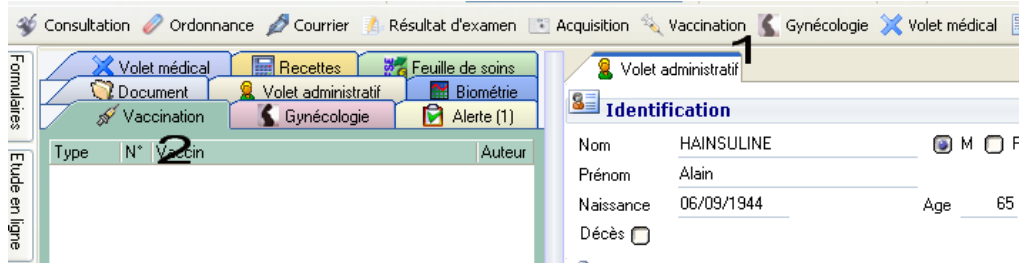 Consultation Ordonnance Courrier Résultat d'examen Acquisition Vaccination Gynécologie Volet médical
1
Formulaires
Etude en ligne
Volet médical Recettes Feuille de soins
Document Volet administratif Biométrie
Vaccination Gynécologie Alerte (1)
Type N° Vaccin Auteur
2
Volet administratif
Identification
Nom HAINSULINE M F
Prénom Alain
Naissance 06/09/1944 Age 65
Décès